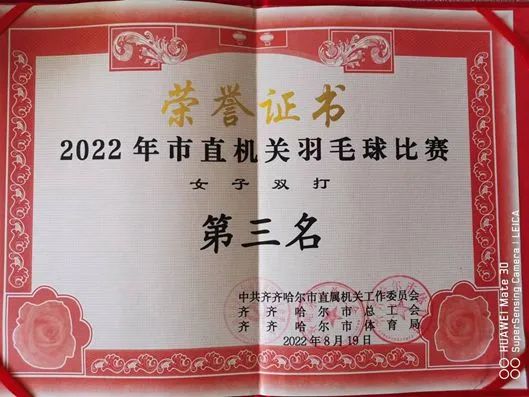 荣誉证书
2022年市直机关羽毛球比赛
女子双打
第三名
中共齐齐哈尔市直属机关工作委员会
齐齐哈尔市总工会
齐齐哈尔市体育局
2022年8月19日
HUAWEI Mate 30
SuperSensing Camera | LEICA